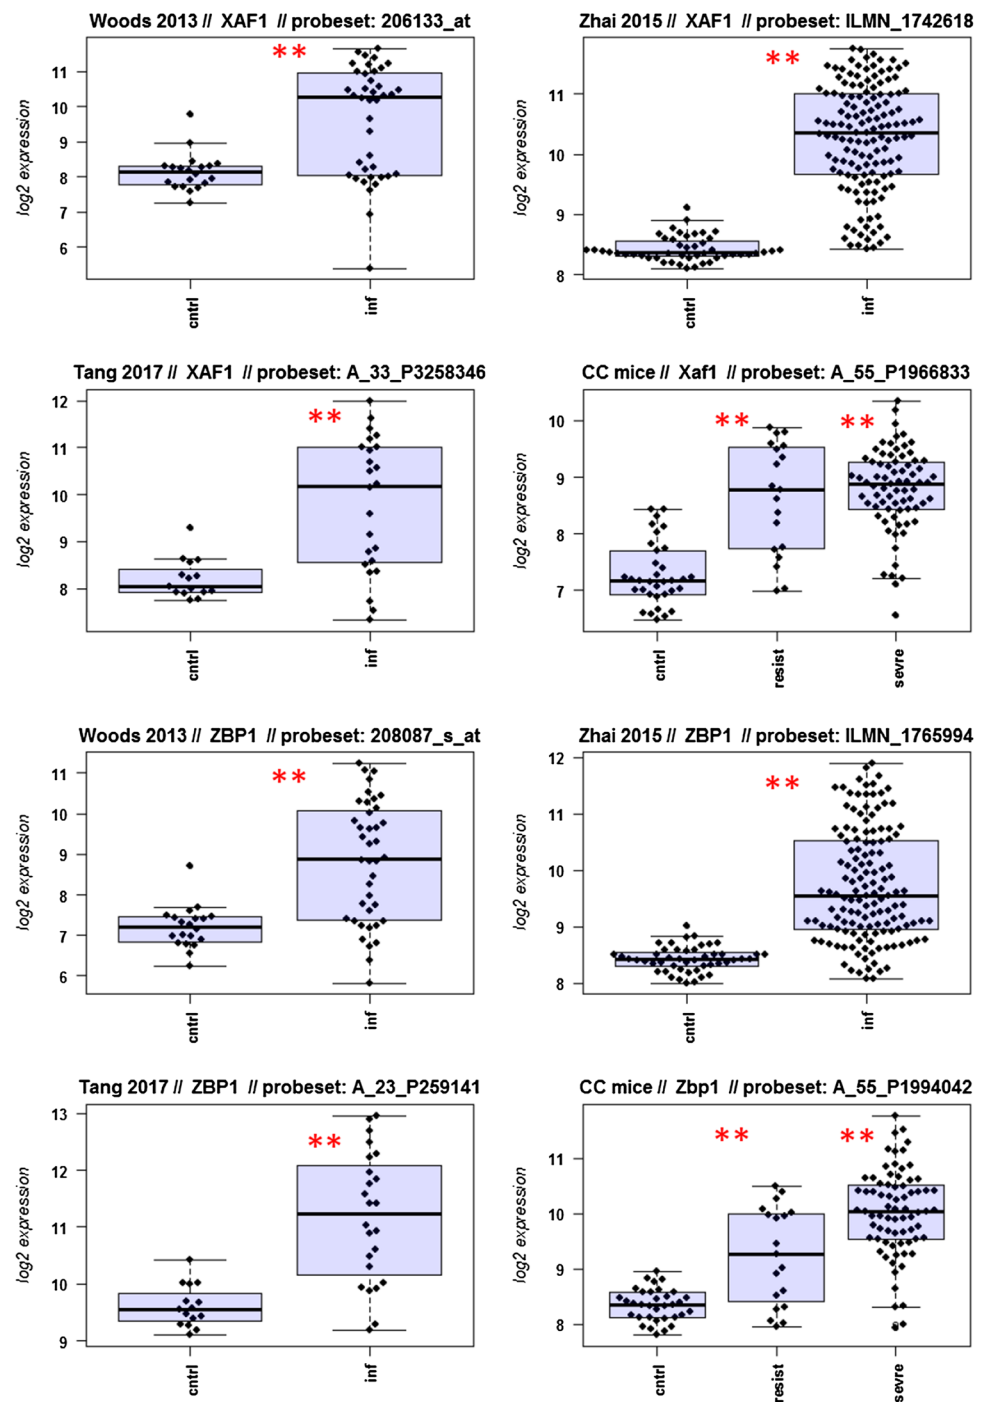 Woods 2013 // XAF1 // probeset: 206133_at
**
log2 expression
11
10
9
8
7
6
cntrl
inf
Zhai 2015 // XAF1 // probeset: ILMN_1742618
**
log2 expression
11
10
9
8
cntrl
inf
Tang 2017 // XAF1 // probeset: A_33_P3258346
**
log2 expression
12
11
10
9
8
cntrl
inf
CC mice // Xaf1 // probeset: A_55_P1966833
** **
log2 expression
10
9
8
7
cntrl
resist
sevre
Woods 2013 // ZBP1 // probeset: 208087_s_at
**
log2 expression
11
10
9
8
7
6
cntrl
inf
Zhai 2015 // ZBP1 // probeset: ILMN_1765994
**
log2 expression
12
11
10
9
8
cntrl
inf
Tang 2017 // ZBP1 // probeset: A_23_P259141
**
log2 expression
13
12
11
10
9
cntrl
inf
CC mice // Zbp1 // probeset: A_55_P1994042
** **
log2 expression
11
10
9
8
cntrl
resist
sevre